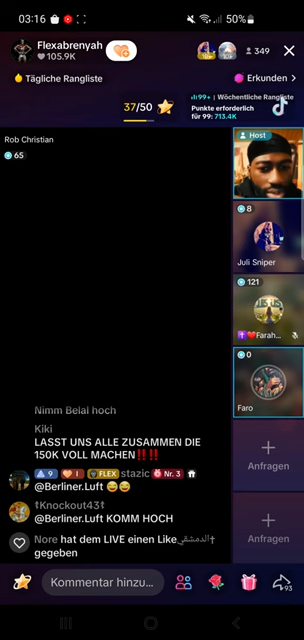 03:16
50%
Flexabrenyah
105.9K
349
Tägliche Rangliste
Erkunden >
37/50
99+ | Wöchentliche Rangliste
Punkte erforderlich
für 99: 713.4K
Rob Christian
65
Host
8
Juli Sniper
121
Farah...
0
Faro
Anfragen
Anfragen
Nimm Belal hoch
Kiki
LASST UNS ALLE ZUSAMMEN DIE
150K VOLL MACHEN‼️‼️
9 1 FLEX stazic Nr. 3
@Berliner.Luft 😂😂
Knockout43
@Berliner.Luft KOMM HOCH
Nore hat dem LIVE einen Like الدمشقي
gegeben
Kommentar hinzu...
93